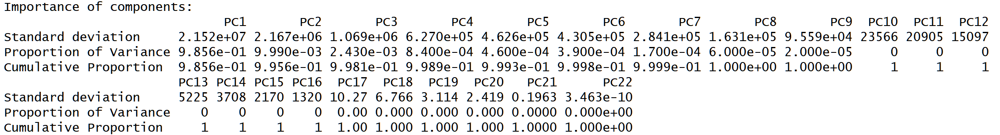 Importance of components:
PC1 PC2 PC3 PC4 PC5 PC6 PC7 PC8 PC9 PC10 PC11 PC12
Standard deviation 2.152e+07 2.167e+06 1.069e+06 6.270e+05 4.626e+05 4.305e+05 2.841e+05 1.631e+05 9.559e+04 23566 20905 15097
Proportion of Variance 9.856e-01 9.990e-03 2.430e-03 8.400e-04 4.600e-04 3.900e-04 1.700e-04 6.000e-05 2.000e-05 0 0 0
Cumulative Proportion 9.856e-01 9.956e-01 9.981e-01 9.989e-01 9.993e-01 9.998e-01 9.999e-01 1.000e+00 1.000e+00 1 1 1
PC13 PC14 PC15 PC16 PC17 PC18 PC19 PC20 PC21 PC22
Standard deviation 5225 3708 2170 1320 10.27 6.766 3.114 2.419 0.1963 3.463e-10
Proportion of Variance 0 0 0 0 0.00 0.000 0.000 0.000 0.0000 0.000e+00
Cumulative Proportion 1 1 1 1 1.00 1.000 1.000 1.000 1.0000 1.000e+00